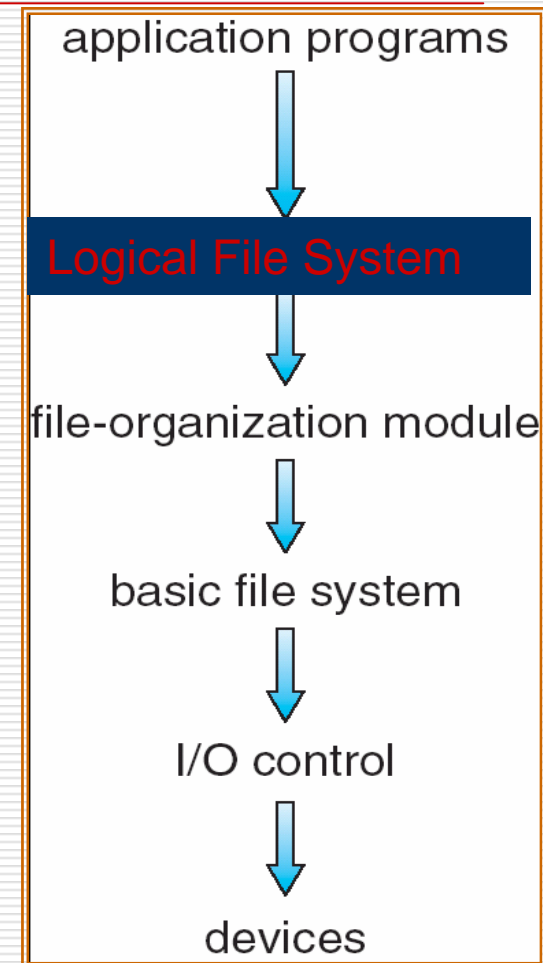 application programs
Logical File System
file-organization module
basic file system
I/O control
devices